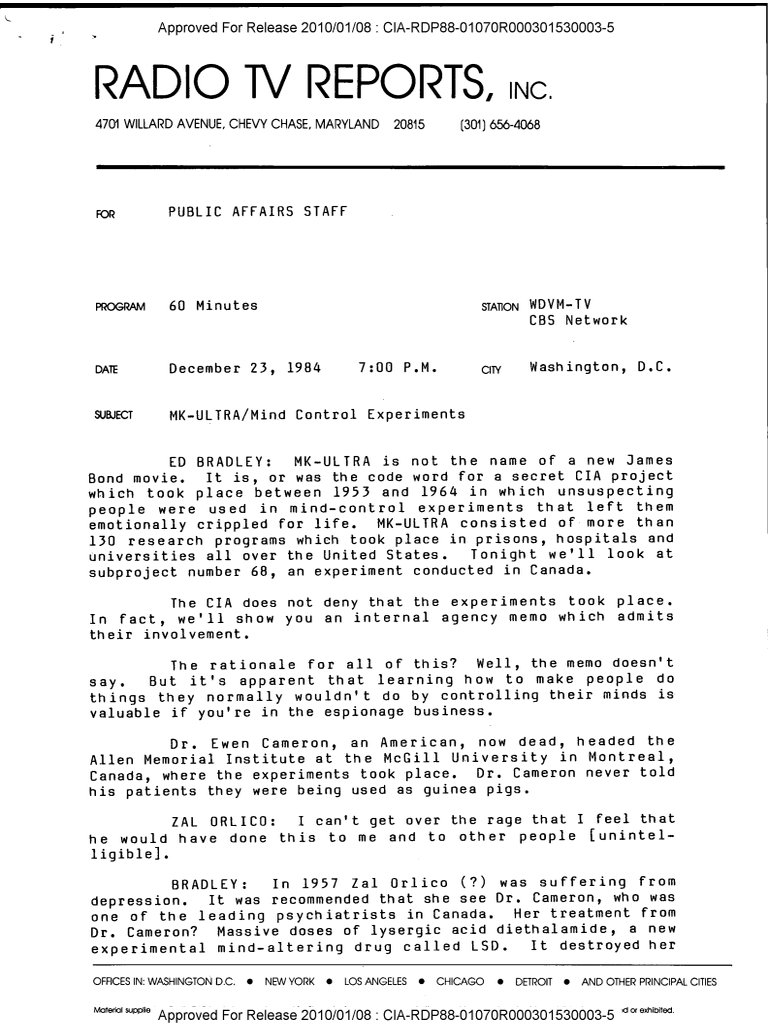 Approved For Release 2010/01/08 : CIA-RDP88-01070R000301530003-5
RADIO TV REPORTS, INC.
4701 WILLARD AVENUE, CHEVY CHASE, MARYLAND 20815 (301) 656-4068
FOR PUBLIC AFFAIRS STAFF
PROGRAM 60 Minutes STATION WDVM-TV
CBS Network
DATE December 23, 1984 7:00 P.M. CITY Washington, D.C.
SUBJECT MK-ULTRA/Mind Control Experiments
ED BRADLEY: MK-ULTRA is not the name of a new James
Bond movie. It is, or was the code word for a secret CIA project
which took place between 1953 and 1964 in which unsuspecting
people were used in mind-control experiments that left them
emotionally crippled for life. MK-ULTRA consisted of more than
130 research programs which took place in prisons, hospitals and
universities all over the United States. Tonight we'll look at
subproject number 68, an experiment conducted in Canada.
The CIA does not deny that the experiments took place.
In fact, we'll show you an internal agency memo which admits
their involvement.
The rationale for all of this? Well, the memo doesn't
say. But it's apparent that learning how to make people do
things they normally wouldn't do by controlling their minds is
valuable if you're in the espionage business.
Dr. Ewen Cameron, an American, now dead, headed the
Allen Memorial Institute at the McGill University in Montreal,
Canada, where the experiments took place. Dr. Cameron never told
his patients they were being used as guinea pigs.
ZAL ORLICO: I can't get over the rage that I feel that
he would have done this to me and to other people [unintel-
ligible].
BRADLEY: In 1957 Zal Orlico (?) was suffering from
depression. It was recommended that she see Dr. Cameron, who was
one of the leading psychiatrists in Canada. Her treatment from
Dr. Cameron? Massive doses of lysergic acid diethalamide, a new
experimental mind-altering drug called LSD. It destroyed her
OFFICES IN: WASHINGTON D.C. • NEW YORK • LOS ANGELES • CHICAGO • DETROIT • AND OTHER PRINCIPAL CITIES
Material supplie Approved For Release 2010/01/08 : CIA-RDP88-01070R000301530003-5 d or exhibited.